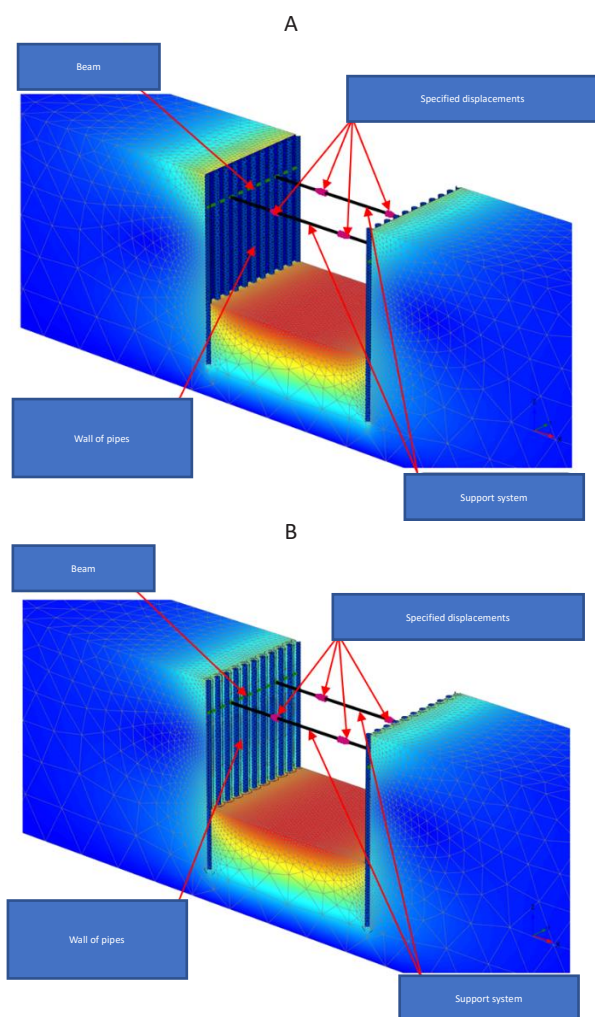 A
Beam
Specified displacements
Wall of pipes
Support system
B
Beam
Specified displacements
Wall of pipes
Support system